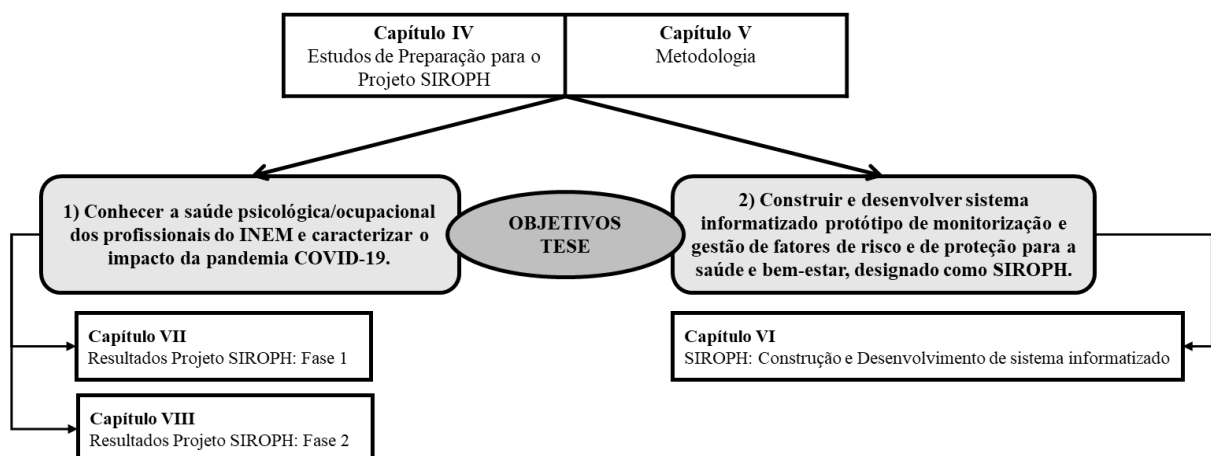 Capítulo IV
Estudos de Preparação para o
Projeto SIROPH
Capítulo V
Metodologia
1) Conhecer a saúde psicológica/ocupacional
dos profissionais do INEM e caracterizar o
impacto da pandemia COVID-19.
OBJETIVOS
TESE
2) Construir e desenvolver sistema
informatizado protótipo de monitorização e
gestão de fatores de risco e de proteção para a
saúde e bem-estar, designado como SIROPH.
Capítulo VII
Resultados Projeto SIROPH: Fase 1
Capítulo VI
SIROPH: Construção e Desenvolvimento de sistema informatizado
Capítulo VIII
Resultados Projeto SIROPH: Fase 2